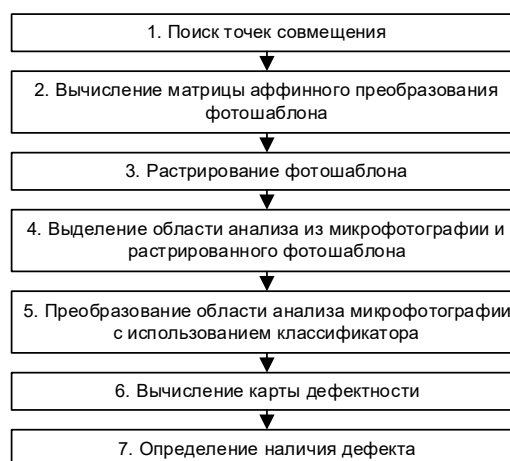 1. Поиск точек совмещения
2. Вычисление матрицы аффинного преобразования
фотошаблона
3. Растрирование фотошаблона
4. Выделение области анализа из микрофотографии и
растрированного фотошаблона
5. Преобразование области анализа микрофотографии
с использованием классификатора
6. Вычисление карты дефектности
7. Определение наличия дефекта